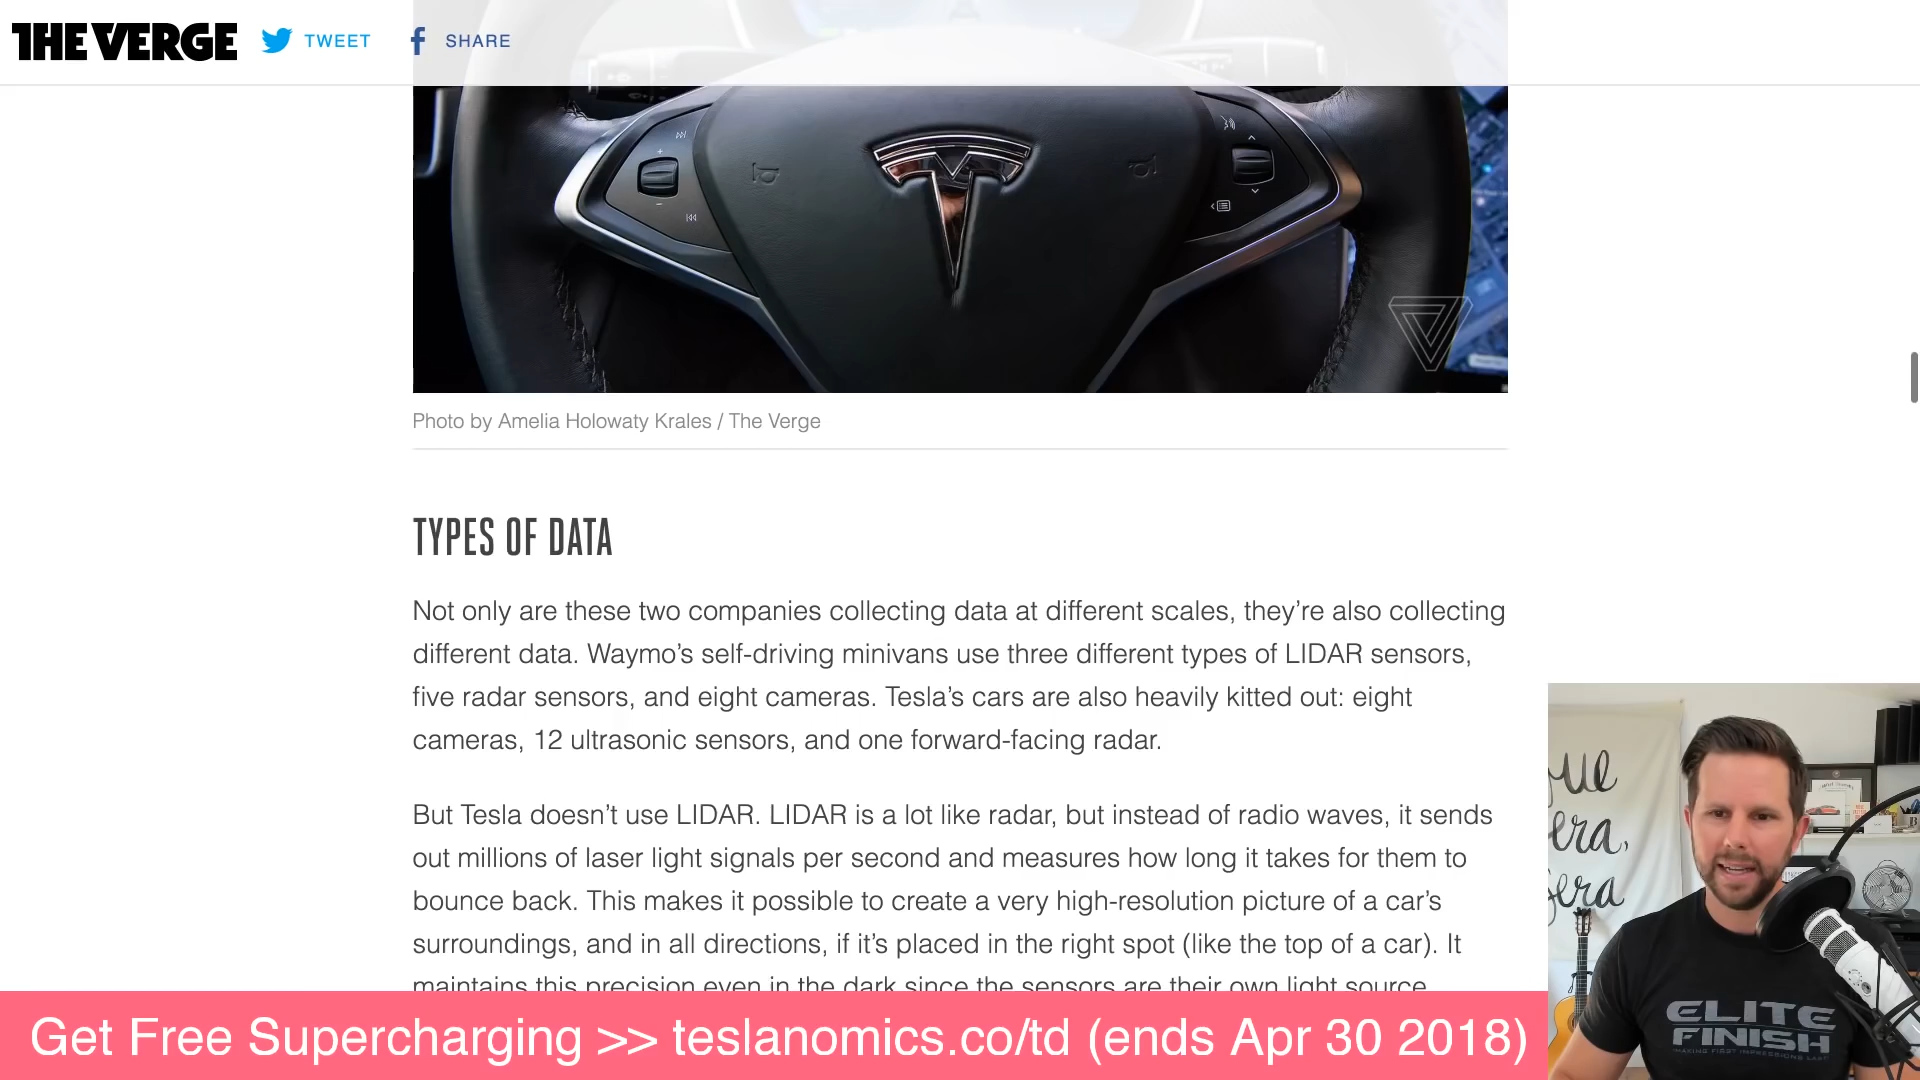 THE VERGE
TWEET
SHARE
Photo by Amelia Holowaty Krales / The Verge
TYPES OF DATA
Not only are these two companies collecting data at different scales, they’re also collecting
different data. Waymo’s self-driving minivans use three different types of LIDAR sensors,
five radar sensors, and eight cameras. Tesla’s cars are also heavily kitted out: eight
cameras, 12 ultrasonic sensors, and one forward-facing radar.
But Tesla doesn’t use LIDAR. LIDAR is a lot like radar, but instead of radio waves, it sends
out millions of laser light signals per second and measures how long it takes for them to
bounce back. This makes it possible to create a very high-resolution picture of a car’s
surroundings, and in all directions, if it’s placed in the right spot (like the top of a car). It
maintains this precision even in the dark since the sensors are their own light source.
era,
ELITE
FINISH
MAKING FIRST IMPRESSIONS LAST
Get Free Supercharging >> teslanomics.co/td (ends Apr 30 2018)